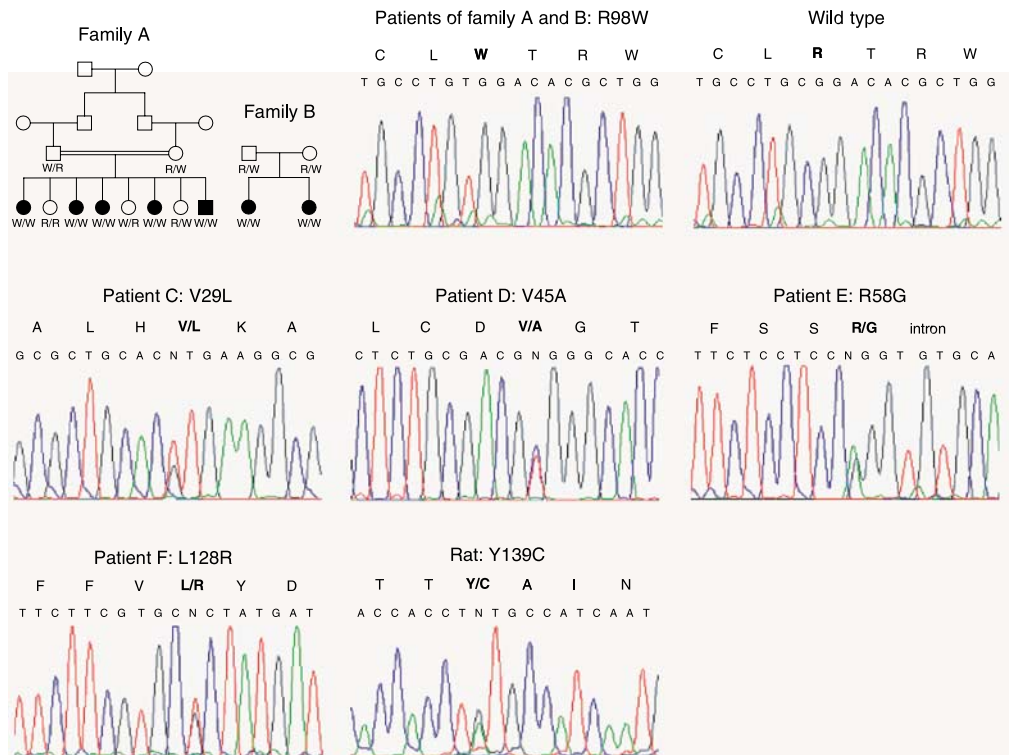 Family A
W/R R/W
W/W R/R W/W W/W W/R W/W R/W W/W
Family B
R/W R/W
W/W W/W
Patients of family A and B: R98W
C L W T R W
T G C C T G T G G A C A C G C T G G
Wild type
C L R T R W
T G C C T G C G G A C A C G C T G G
Patient C: V29L
A L H V/L K A
G C G C T G C A C N T G A A G G C G
Patient D: V45A
L C D V/A G T
C T C T G C G A C G N G G G C A C C
Patient E: R58G
F S S R/G intron
T T C T C C T C C N G G T G T G C A
Patient F: L128R
F F V L/R Y D
T T C T T C G T G C N C T A T G A T
Rat: Y139C
T T Y/C A I N
A C C A C C T N T G C C A T C A A T